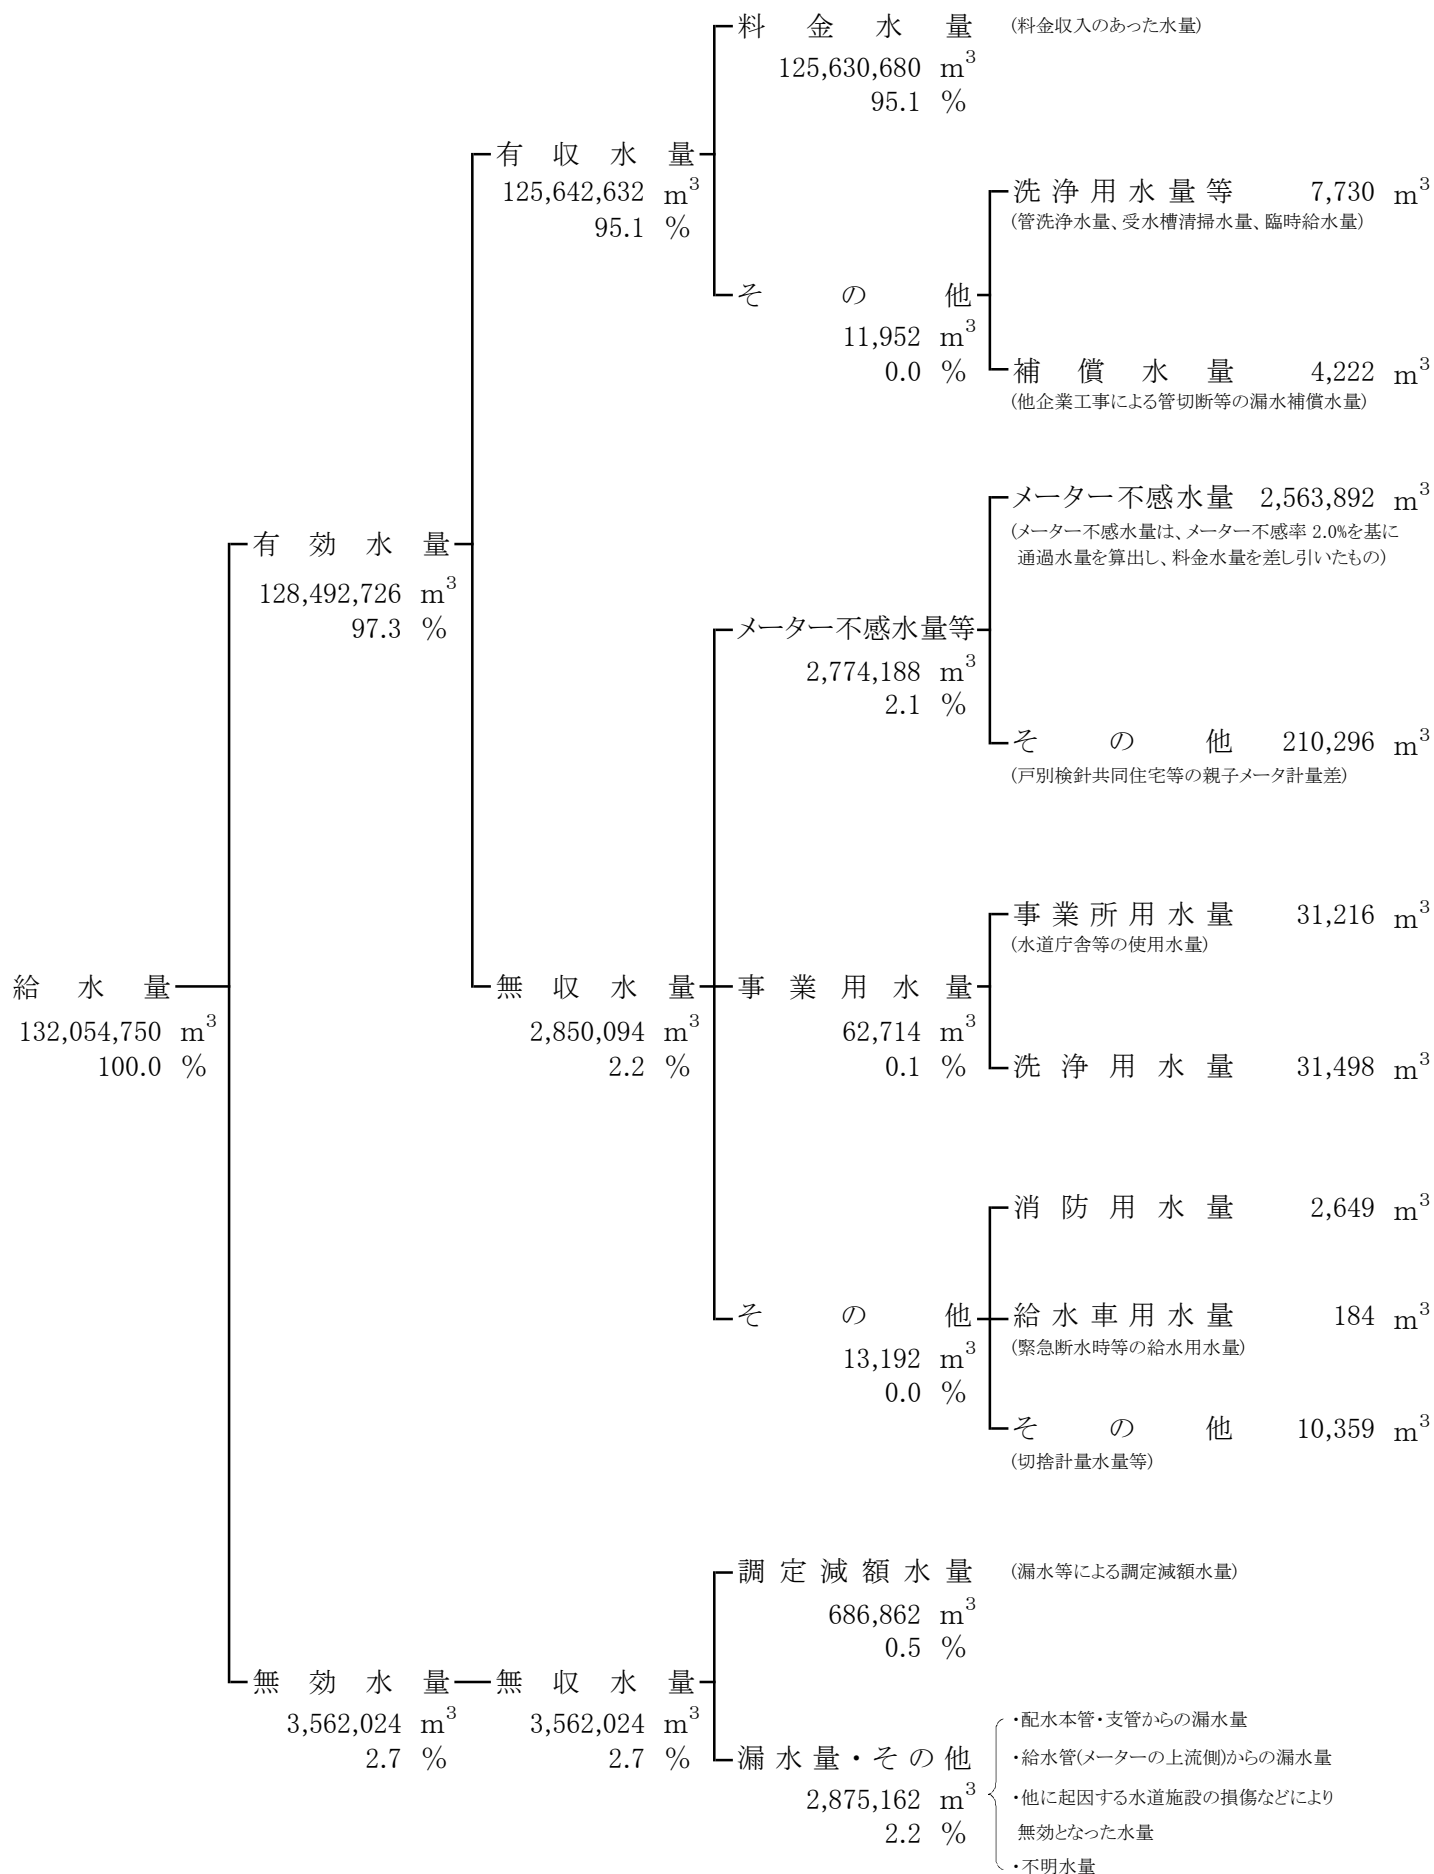 料金水量 (料金収入のあった水量)
125,630,680 m³
95.1 %
有収水量
125,642,632 m³
95.1 %
洗浄用水量等 7,730 m³
(管洗浄水量、受水槽清掃水量、臨時給水量)
その他
11,952 m³
0.0 %
補償水量 4,222 m³
(他企業工事による管切断等の漏水補償水量)
メーター不感水量 2,563,892 m³
(メーター不感水量は、メーター不感率 2.0%を基に
通過水量を算出し、料金水量を差し引いたもの)
有効水量
128,492,726 m³
97.3 %
メーター不感水量等
2,774,188 m³
2.1 %
その他 210,296 m³
(戸別検針共同住宅等の親子メータ計量差)
事業所用水量 31,216 m³
(水道庁舎等の使用水量)
給水量
132,054,750 m³
100.0 %
無収水量
2,850,094 m³
2.2 %
事業用水量
62,714 m³
0.1 %
洗浄用水量 31,498 m³
消防用水量 2,649 m³
その他
13,192 m³
0.0 %
給水車用水量 184 m³
(緊急断水時等の給水用水量)
その他 10,359 m³
(切捨計量水量等)
調定減額水量 (漏水等による調定減額水量)
686,862 m³
0.5 %
無効水量
3,562,024 m³
2.7 %
無収水量
3,562,024 m³
2.7 %
漏水量・その他
2,875,162 m³
2.2 %
・配水本管・支管からの漏水量
・給水管(メーターの上流側)からの漏水量
・他に起因する水道施設の損傷などにより
無効となった水量
・不明水量